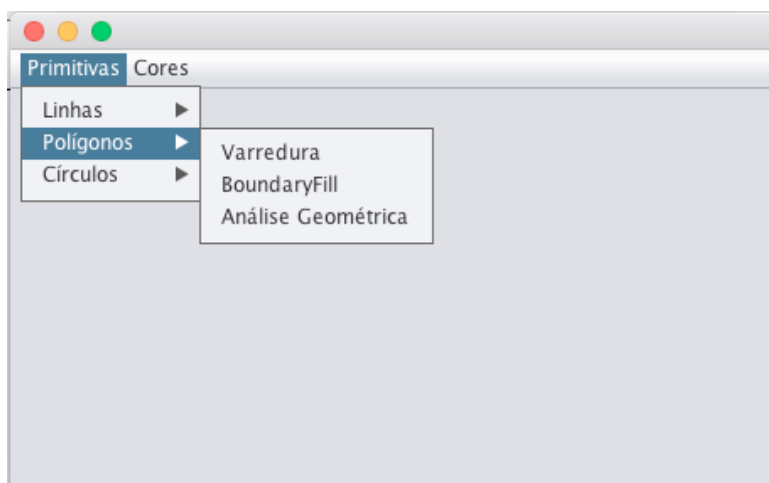 Primitivas Cores
Linhas
Polígonos
Círculos
Varredura
BoundaryFill
Análise Geométrica